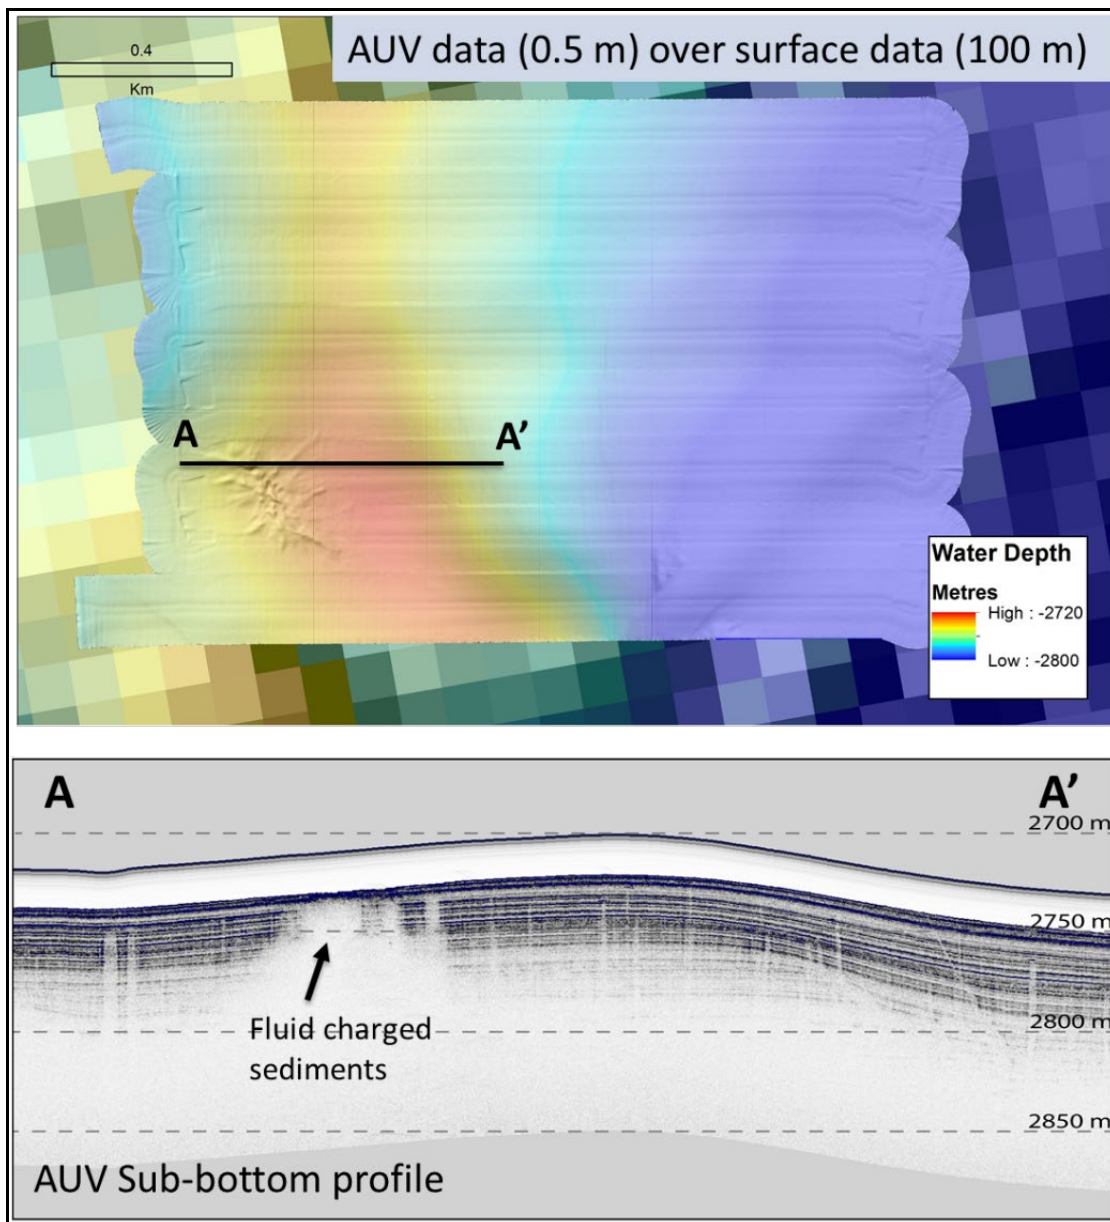 AUV data (0.5 m) over surface data (100 m)
0.4
Km
A
A'
Water Depth
Metres
High : -2720
Low : -2800
A
A'
2700 m
2750 m
Fluid charged
sediments
2800 m
2850 m
AUV Sub-bottom profile